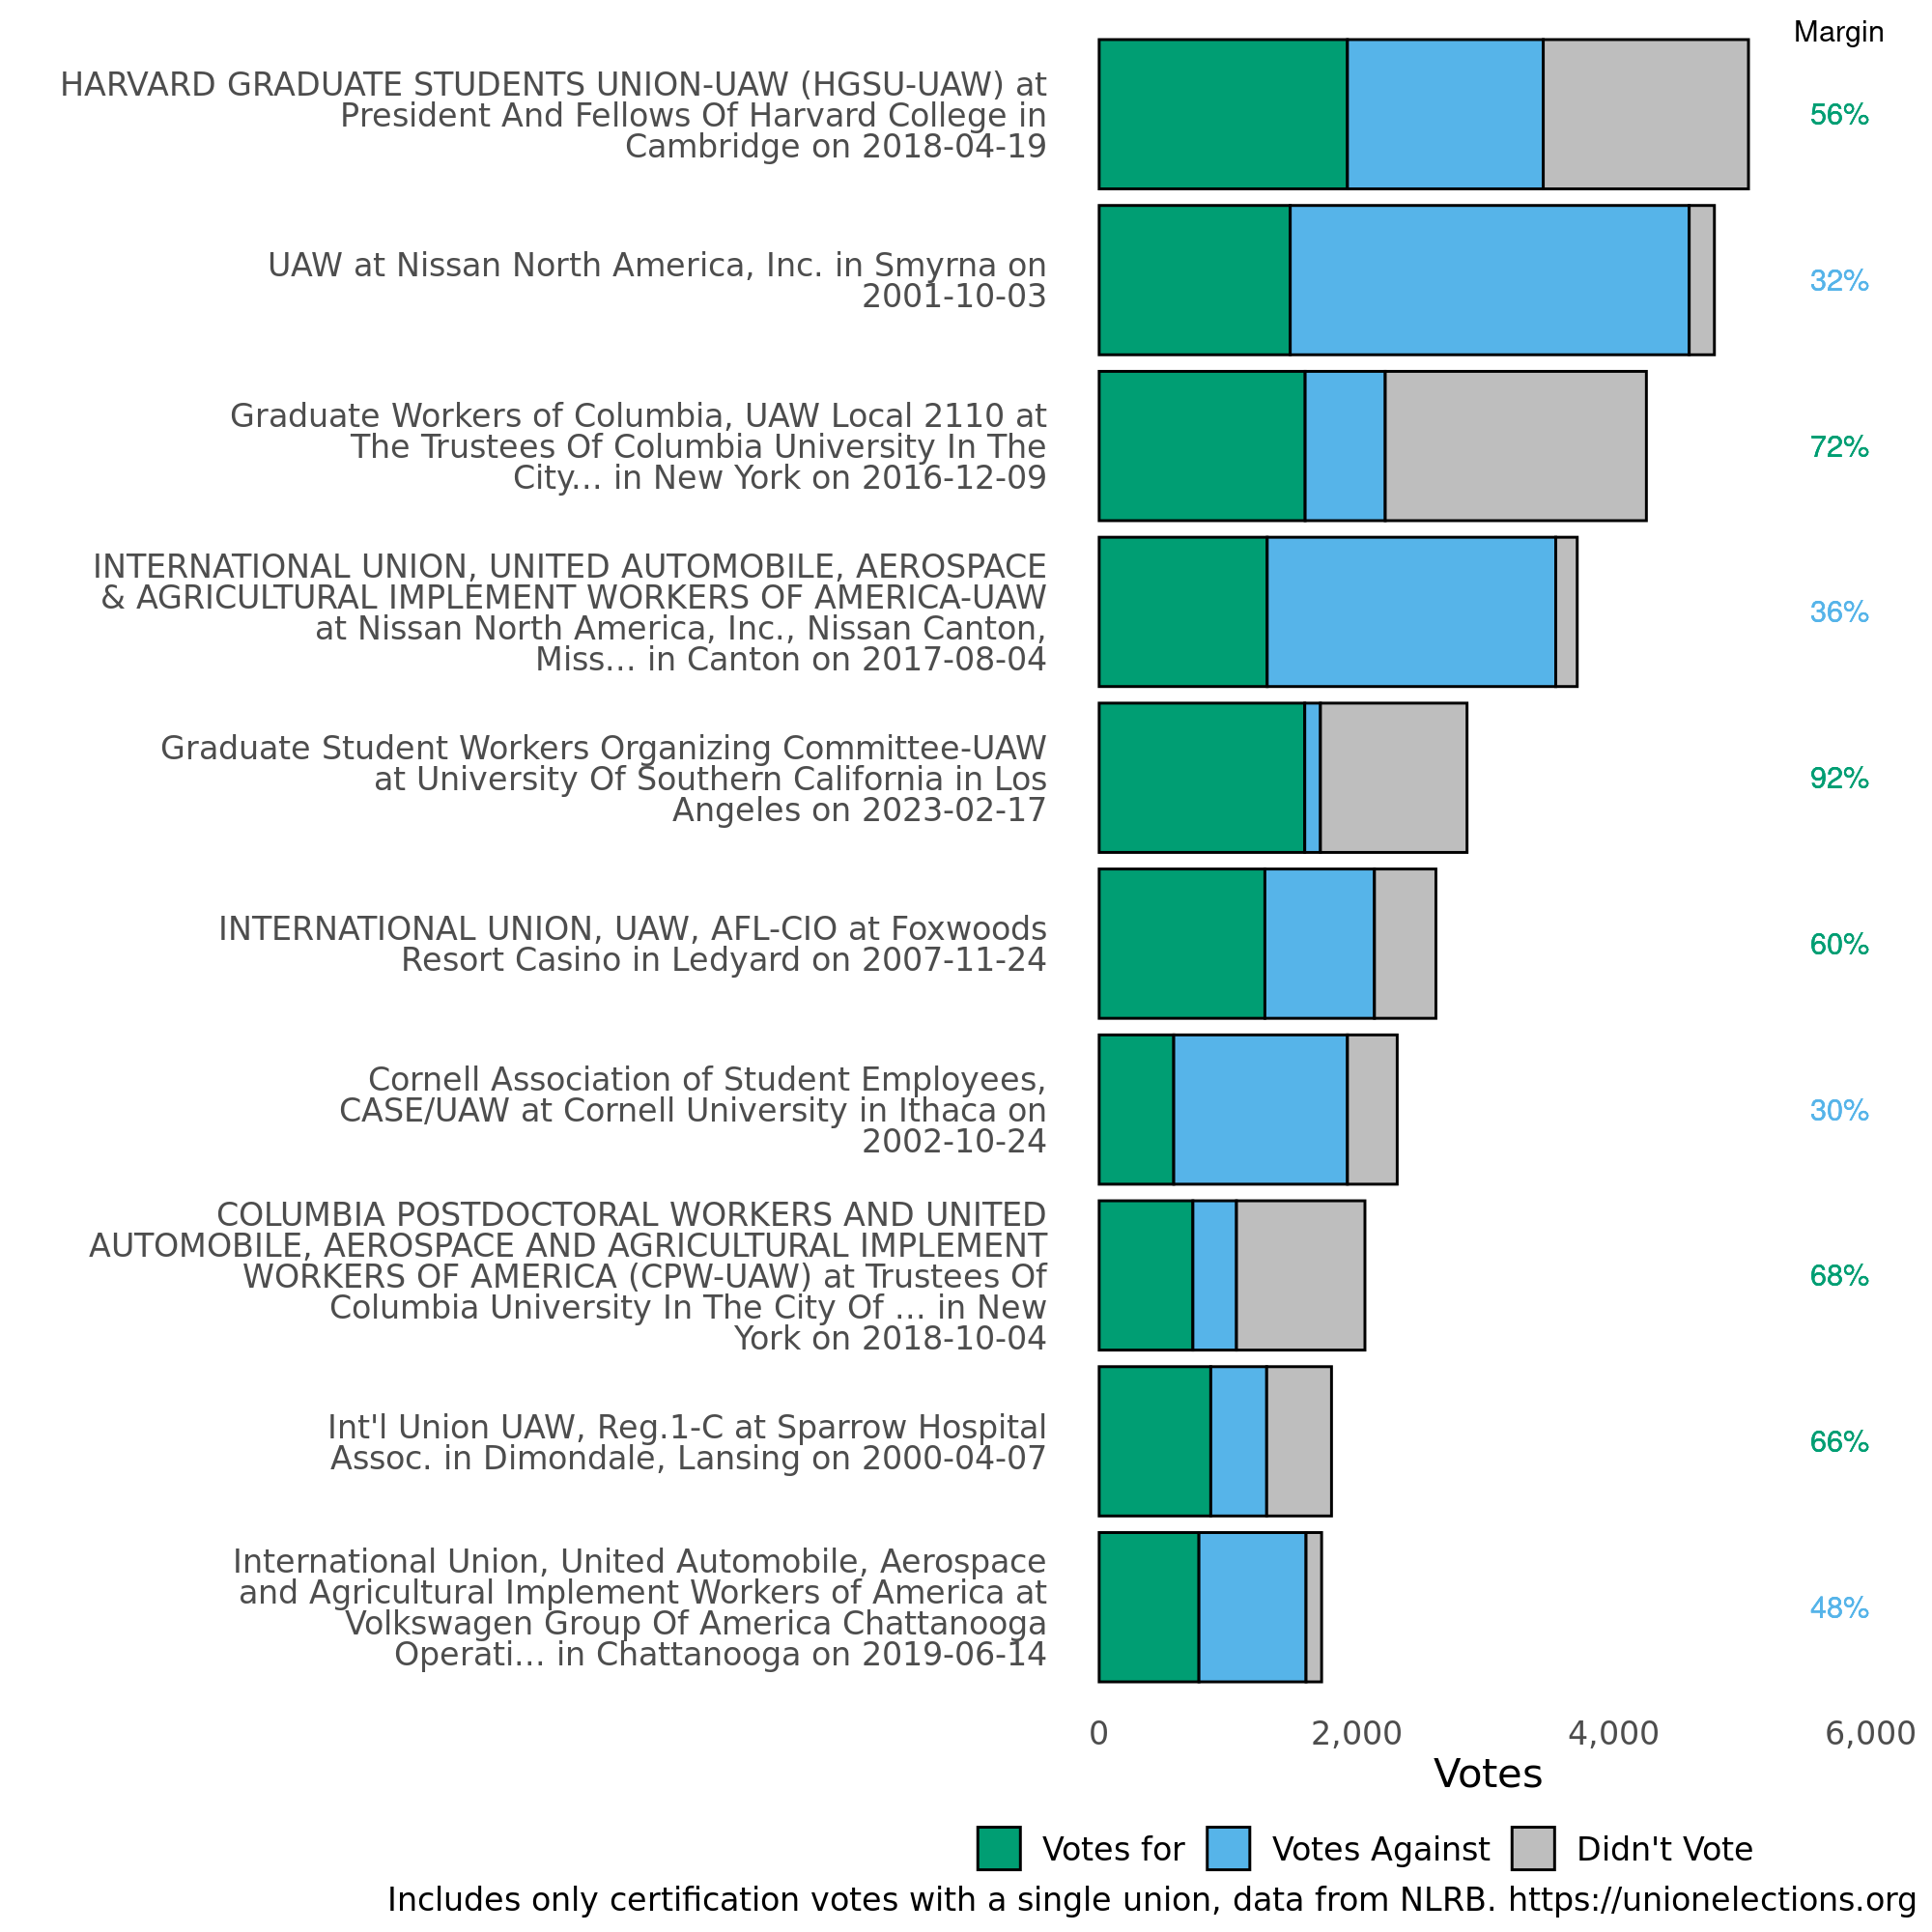 Margin
HARVARD GRADUATE STUDENTS UNION-UAW (HGSU-UAW) at
President And Fellows Of Harvard College in
Cambridge on 2018-04-19
56%
UAW at Nissan North America, Inc. in Smyrna on
2001-10-03
32%
Graduate Workers of Columbia, UAW Local 2110 at
The Trustees Of Columbia University In The
City... in New York on 2016-12-09
72%
INTERNATIONAL UNION, UNITED AUTOMOBILE, AEROSPACE
& AGRICULTURAL IMPLEMENT WORKERS OF AMERICA-UAW
at Nissan North America, Inc., Nissan Canton,
Miss... in Canton on 2017-08-04
36%
Graduate Student Workers Organizing Committee-UAW
at University Of Southern California in Los
Angeles on 2023-02-17
92%
INTERNATIONAL UNION, UAW, AFL-CIO at Foxwoods
Resort Casino in Ledyard on 2007-11-24
60%
Cornell Association of Student Employees,
CASE/UAW at Cornell University in Ithaca on
2002-10-24
30%
COLUMBIA POSTDOCTORAL WORKERS AND UNITED
AUTOMOBILE, AEROSPACE AND AGRICULTURAL IMPLEMENT
WORKERS OF AMERICA (CPW-UAW) at Trustees Of
Columbia University In The City Of ... in New
York on 2018-10-04
68%
Int'l Union UAW, Reg.1-C at Sparrow Hospital
Assoc. in Dimondale, Lansing on 2000-04-07
66%
International Union, United Automobile, Aerospace
and Agricultural Implement Workers of America at
Volkswagen Group Of America Chattanooga
Operati... in Chattanooga on 2019-06-14
48%
0 2,000 4,000 6,000
Votes
Votes for Votes Against Didn't Vote
Includes only certification votes with a single union, data from NLRB. https://unionelections.org